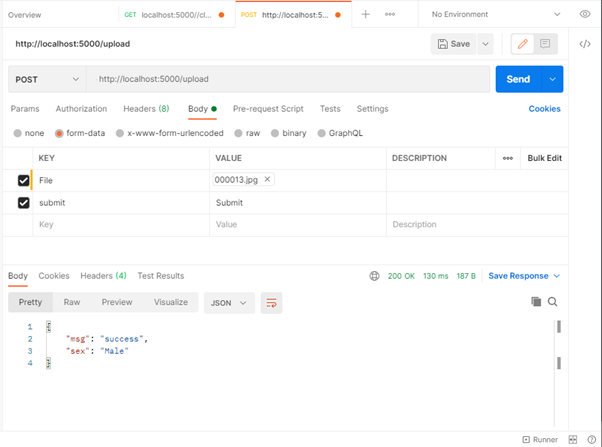 Overview GET localhost:5000//cl... POST http://localhost:5... + ••• No Environment
http://localhost:5000/upload Save </>
POST http://localhost:5000/upload Send
Params Authorization Headers (8) Body Pre-request Script Tests Settings Cookies
none form-data x-www-form-urlencoded raw binary GraphQL
KEY VALUE DESCRIPTION ••• Bulk Edit
File 000013.jpg ×
submit Submit
Key Value Description
Body Cookies Headers (4) Test Results 200 OK 130 ms 187 B Save Response
Pretty Raw Preview Visualize JSON
1 {
2 "msg": "success",
3 "sex": "Male"
4 }
Runner